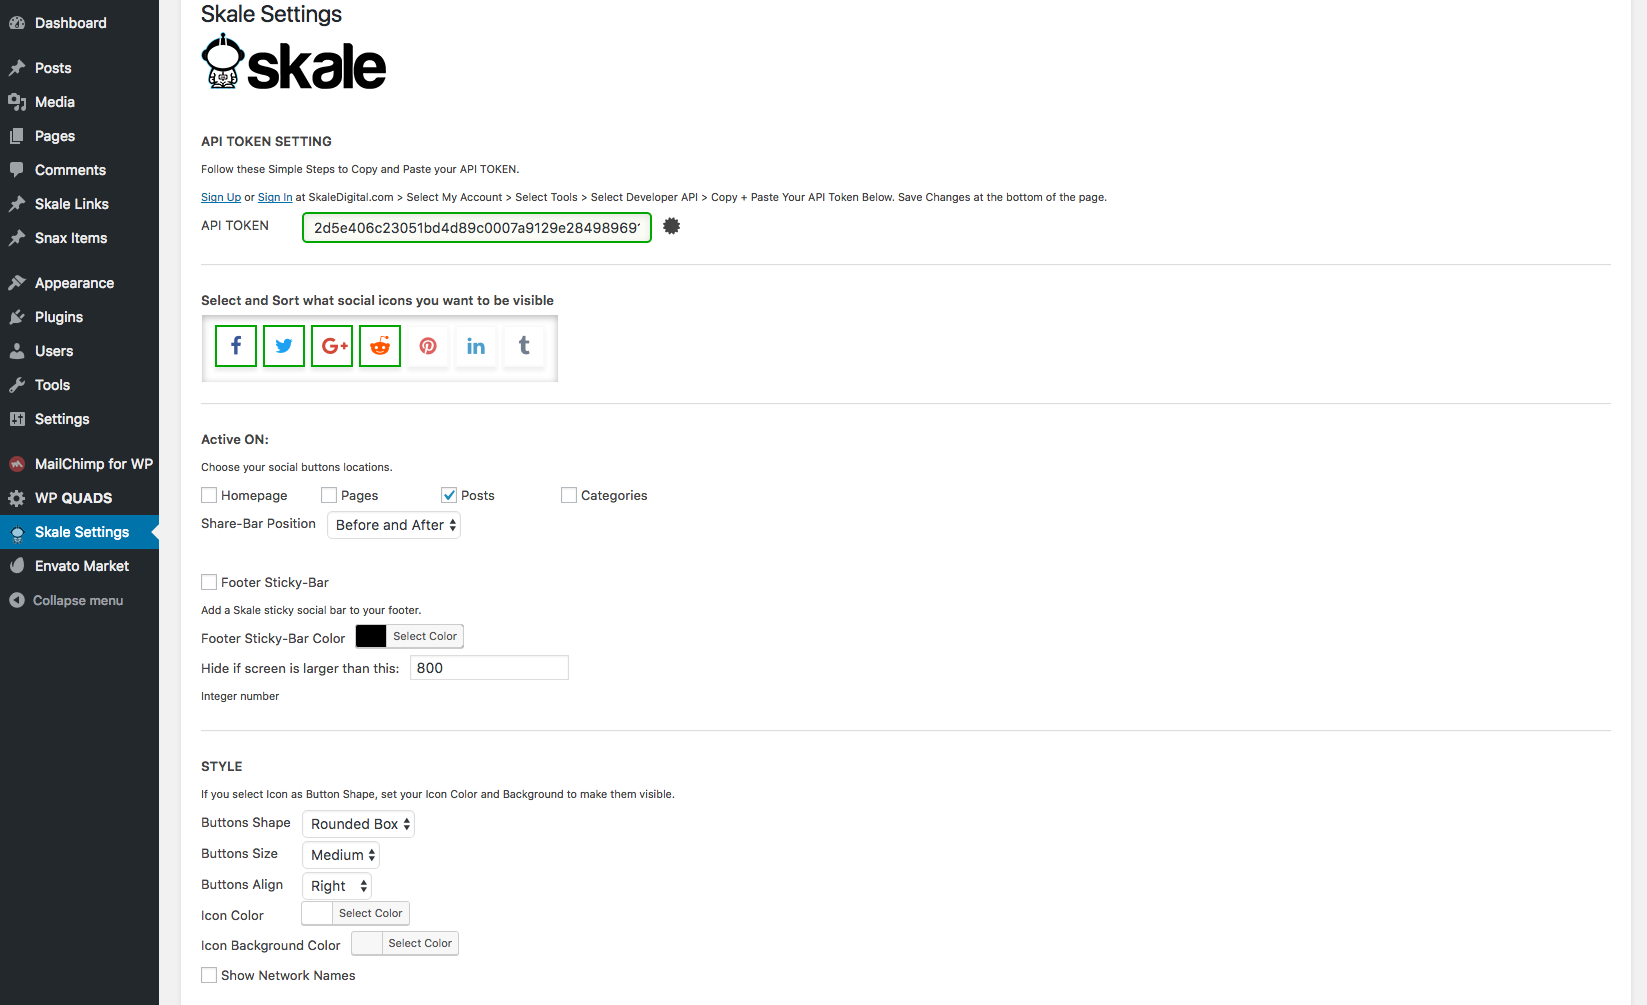 Dashboard
Posts
Media
Pages
Comments
Skale Links
Snax Items
Appearance
Plugins
Users
Tools
Settings
MailChimp for WP
WP QUADS
Skale Settings
Envato Market
Collapse menu
Skale Settings
skale
API TOKEN SETTING
Follow these Simple Steps to Copy and Paste your API TOKEN.
Sign Up or Sign In at SkaleDigital.com > Select My Account > Select Tools > Select Developer API > Copy + Paste Your API Token Below. Save Changes at the bottom of the page.
API TOKEN 2d5e406c23051bd4d89c0007a9129e28498969
Select and Sort what social icons you want to be visible
f G+ in t
Active ON:
Choose your social buttons locations.
Homepage Pages Posts Categories
Share-Bar Position Before and After
Footer Sticky-Bar
Add a Skale sticky social bar to your footer.
Footer Sticky-Bar Color Select Color
Hide if screen is larger than this: 800
Integer number
STYLE
If you select Icon as Button Shape, set your Icon Color and Background to make them visible.
Buttons Shape Rounded Box
Buttons Size Medium
Buttons Align Right
Icon Color Select Color
Icon Background Color Select Color
Show Network Names